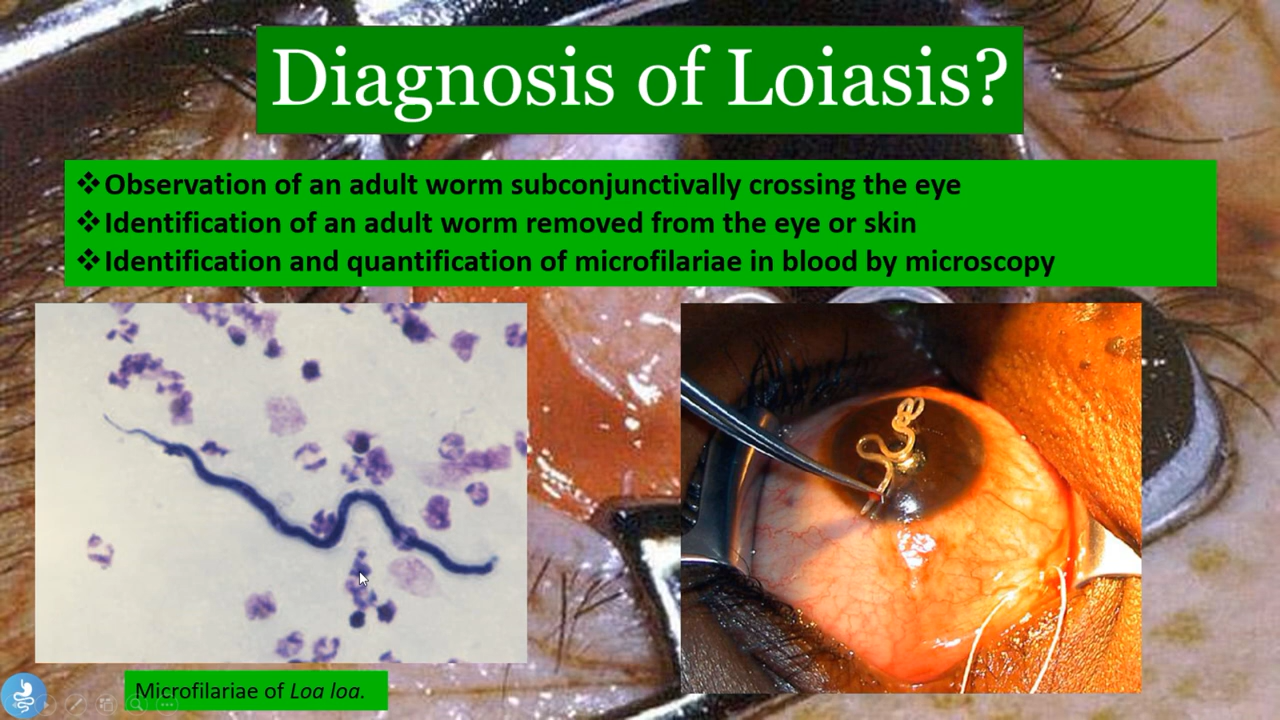 Diagnosis of Loiasis?
❖Observation of an adult worm subconjunctivally crossing the eye
❖Identification of an adult worm removed from the eye or skin
❖Identification and quantification of microfilariae in blood by microscopy
Microfilariae of Loa loa.